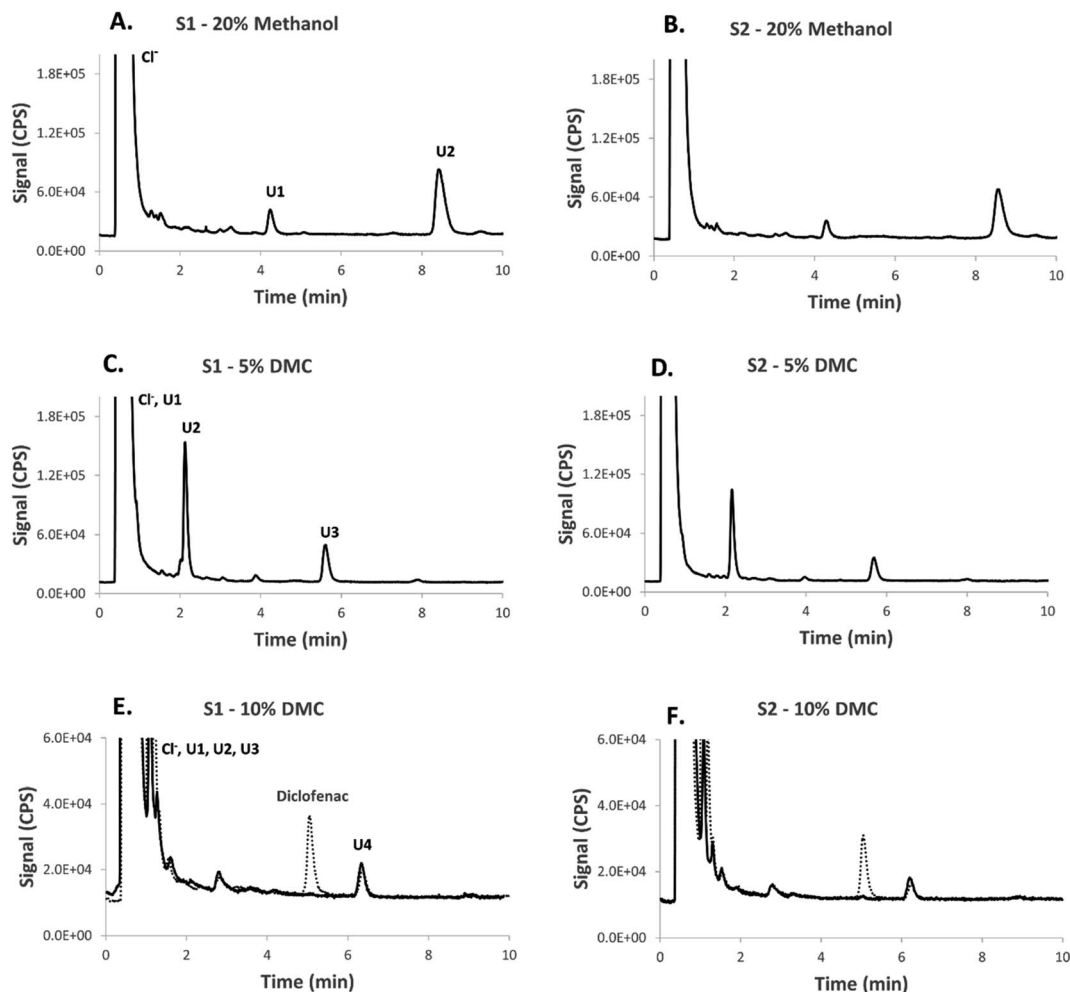 A.
S1 - 20% Methanol
Cl-
U1
U2
1.8E+05
1.2E+05
6.0E+04
0.0E+00
Signal (CPS)
0 2 4 6 8 10
Time (min)
B.
S2 - 20% Methanol
1.8E+05
1.2E+05
6.0E+04
0.0E+00
Signal (CPS)
0 2 4 6 8 10
Time (min)
C.
S1 - 5% DMC
Cl-, U1
U2
U3
1.8E+05
1.2E+05
6.0E+04
0.0E+00
Signal (CPS)
0 2 4 6 8 10
Time (min)
D.
S2 - 5% DMC
1.8E+05
1.2E+05
6.0E+04
0.0E+00
Signal (CPS)
0 2 4 6 8 10
Time (min)
E.
S1 - 10% DMC
Cl-, U1, U2, U3
Diclofenac
U4
6.0E+04
4.0E+04
2.0E+04
0.0E+00
Signal (CPS)
0 2 4 6 8 10
Time (min)
F.
S2 - 10% DMC
6.0E+04
4.0E+04
2.0E+04
0.0E+00
Signal (CPS)
0 2 4 6 8 10
Time (min)